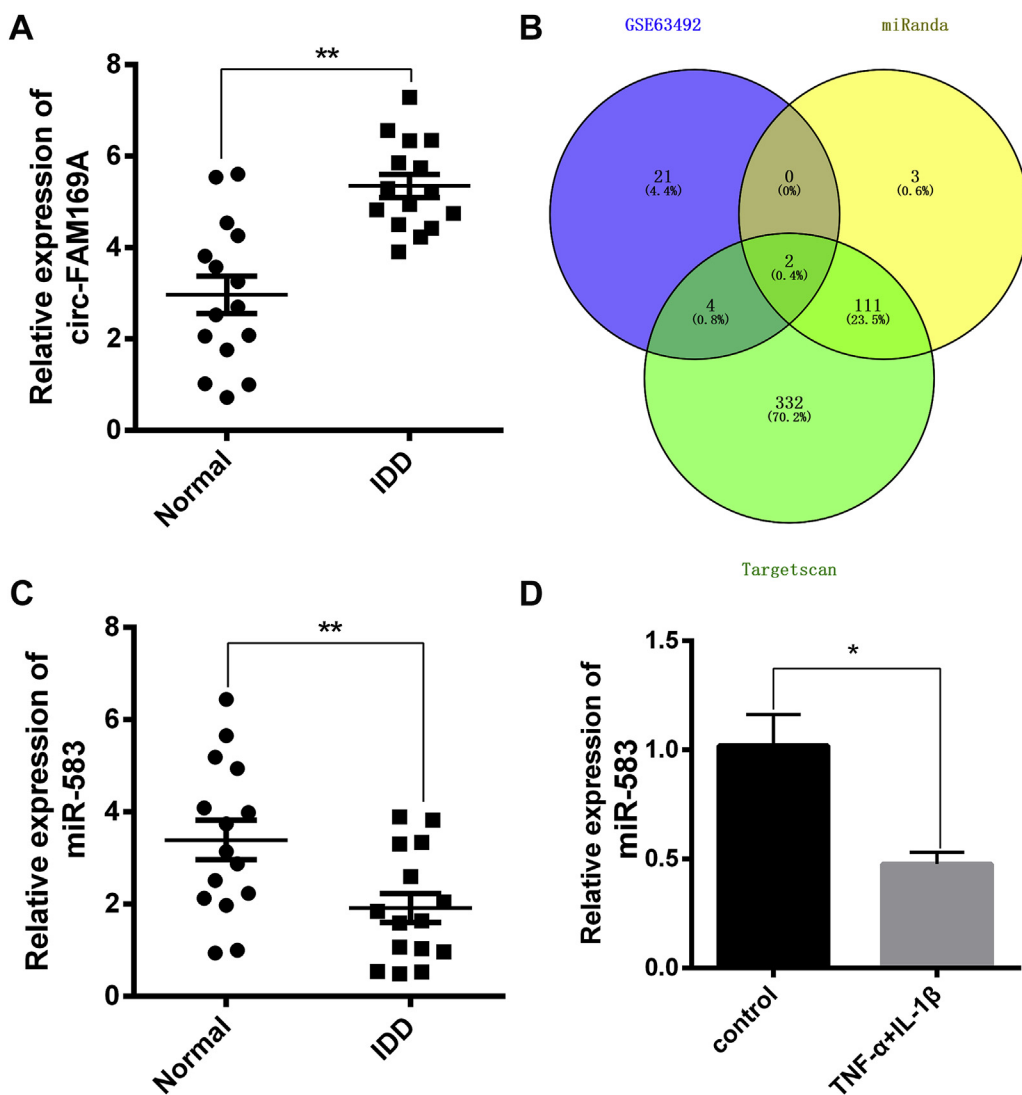 A
Relative expression of
circ-FAM169A
8
6
4
2
0
**
Normal
IDD
B
GSE63492
miRanda
21
(4.4%)
0
(0%)
3
(0.6%)
2
(0.4%)
4
(0.8%)
111
(23.5%)
332
(70.2%)
Targetscan
C
Relative expression of
miR-583
8
6
4
2
0
**
Normal
IDD
D
Relative expression of
miR-583
1.5
1.0
0.5
0.0
*
control
TNF-α+IL-1β